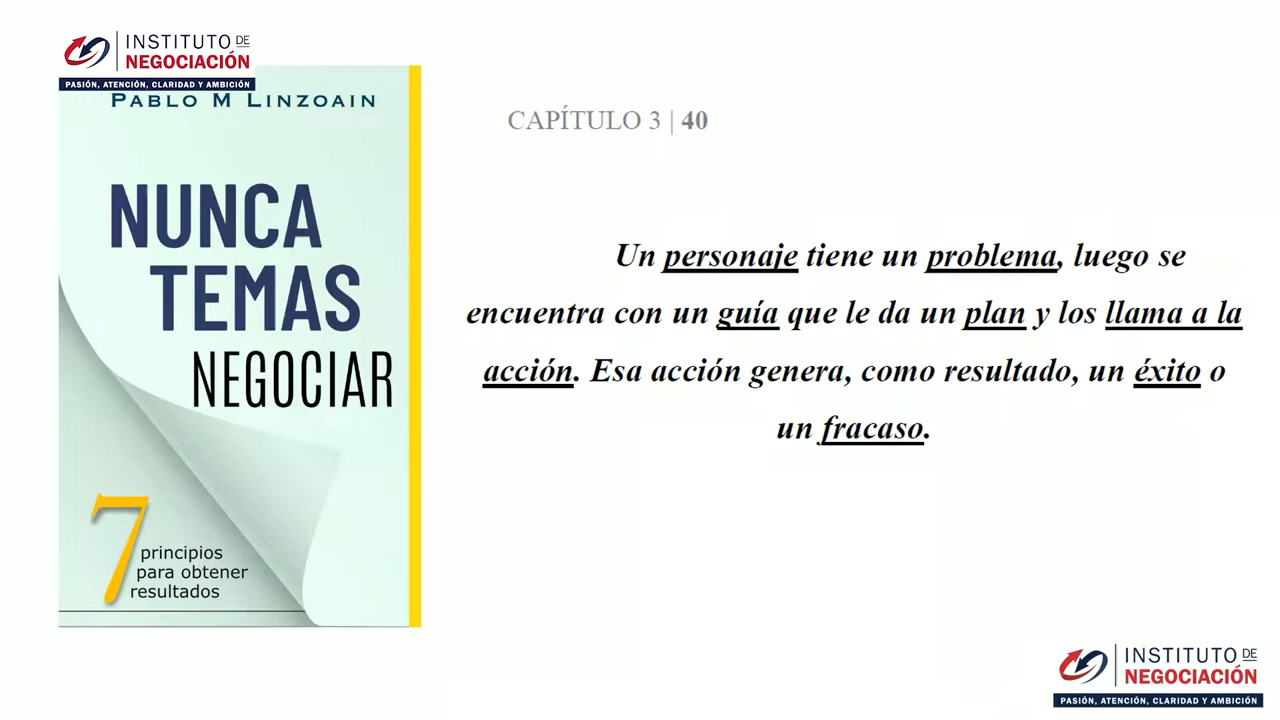 INSTITUTO DE
NEGOCIACIÓN
PASIÓN, ATENCIÓN, CLARIDAD Y AMBICIÓN
PABLO M LINZOAIN
NUNCA
TEMAS
NEGOCIAR
7
principios
para obtener
resultados
CAPÍTULO 3 | 40
Un personaje tiene un problema, luego se
encuentra con un guía que le da un plan y los llama a la
acción. Esa acción genera, como resultado, un éxito o
un fracaso.
INSTITUTO DE
NEGOCIACIÓN
PASIÓN, ATENCIÓN, CLARIDAD Y AMBICIÓN